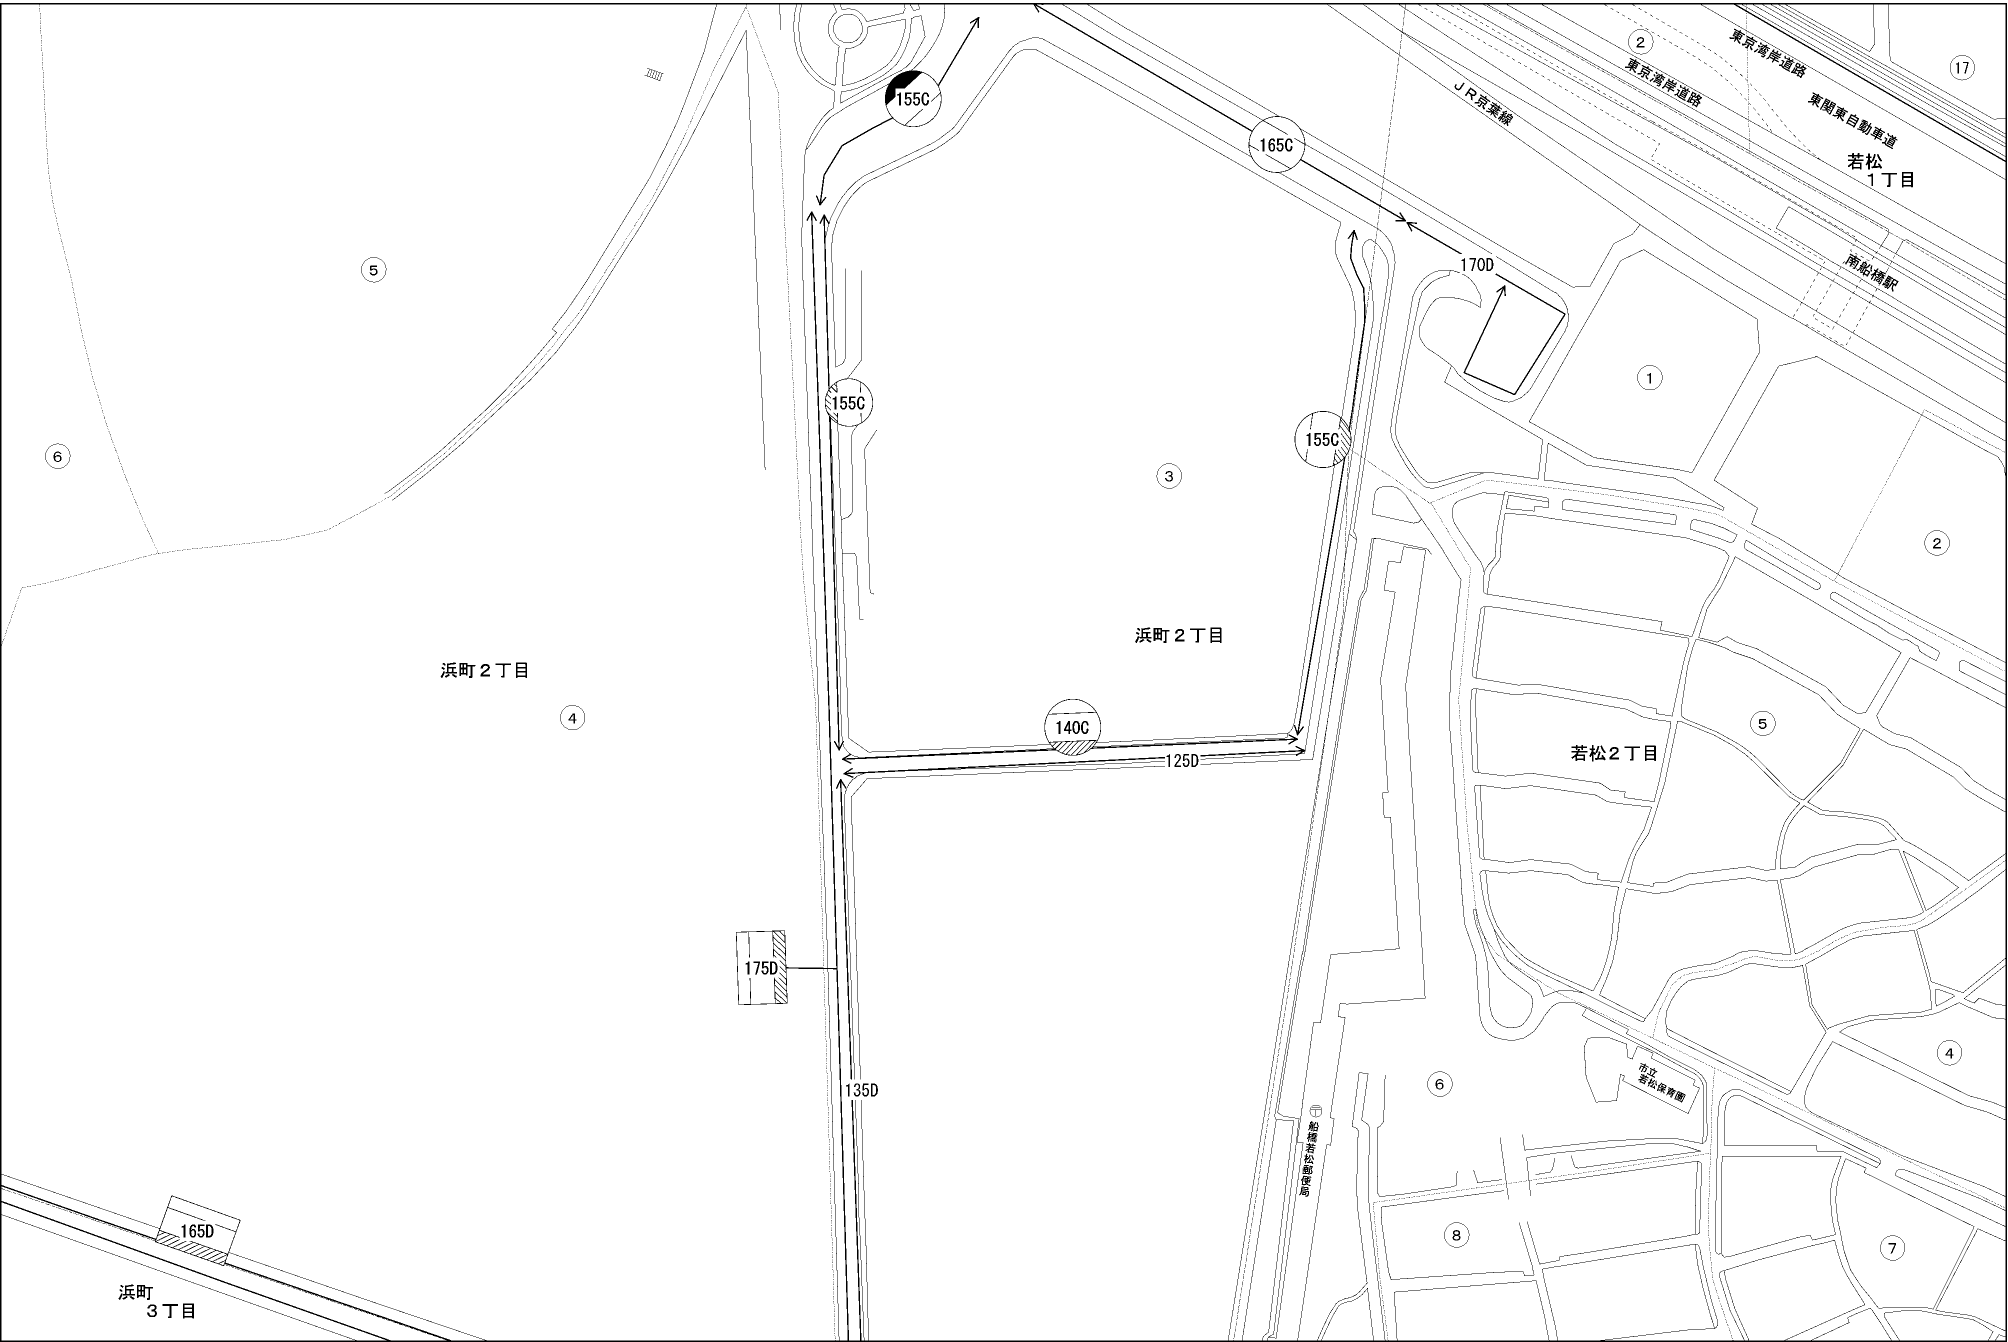 ②
東京湾岸道路
東京湾岸道路
⑰
155C
ＪＲ京葉線
東関東自動車道
165C
若松
１丁目
⑤
170D
南船橋駅
①
155C
155C
⑥
③
②
浜町２丁目
浜町２丁目
④
140C
⑤
若松２丁目
125D
175D
④
135D
⑥
市立
若松保育園
船橋若松郵便局
165D
⑧
⑦
浜町
３丁目